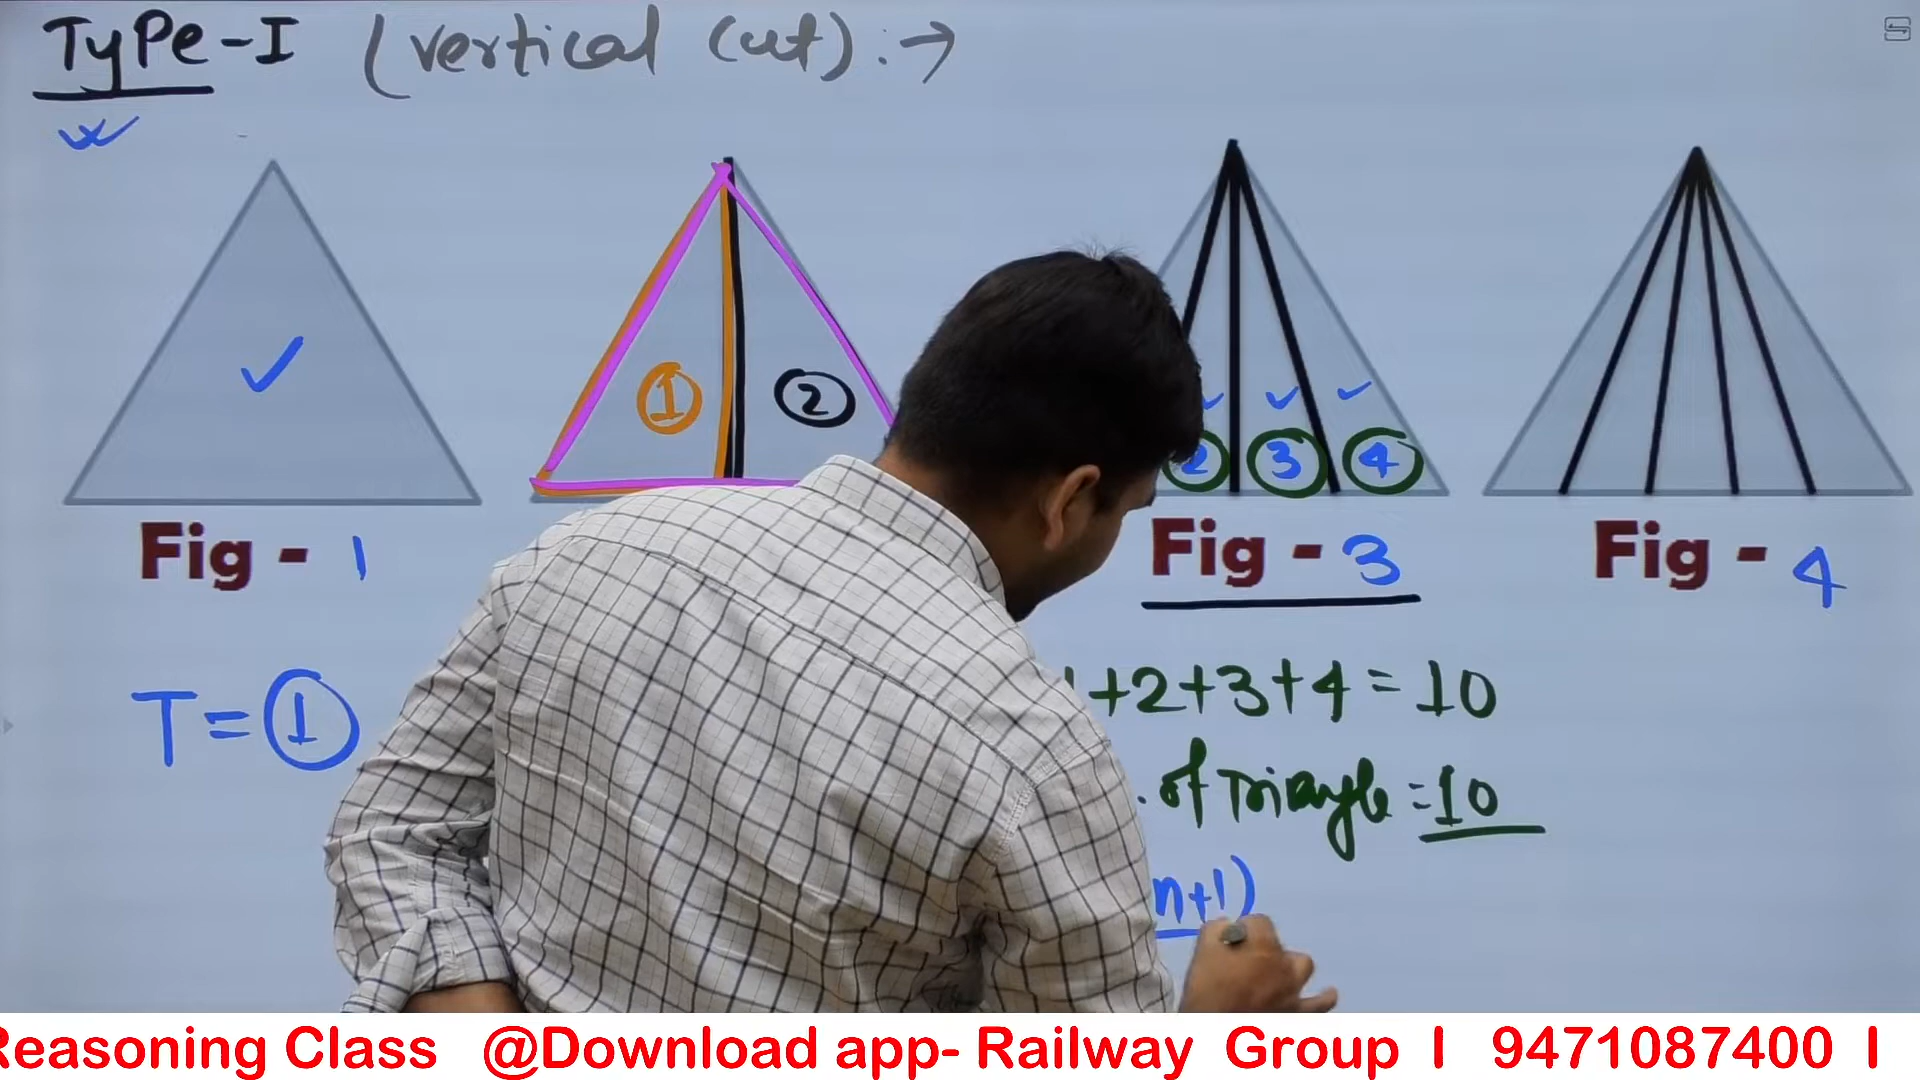 TyPe-I (vertical Cut) :→
1 2 2 3 4
Fig - 1 Fig - 3 Fig - 4
T = 1 1+2+3+4 = 10
. of Triangle = 10
n+1)
Reasoning Class @Download app- Railway Group I 9471087400 I